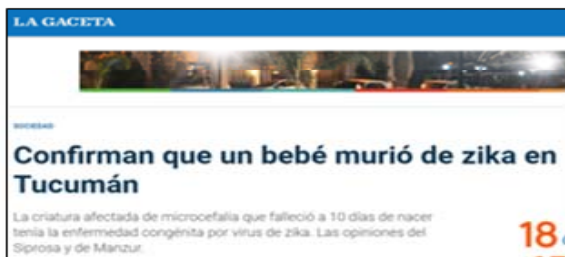 LA GACETA
SOCIEDAD
Confirman que un bebé murió de zika en
Tucumán
La criatura afectada de microcefalia que falleció a 10 días de nacer
tenía la enfermedad congénita por virus de zika. Las opiniones del
Siprosa y de Manzur.
18